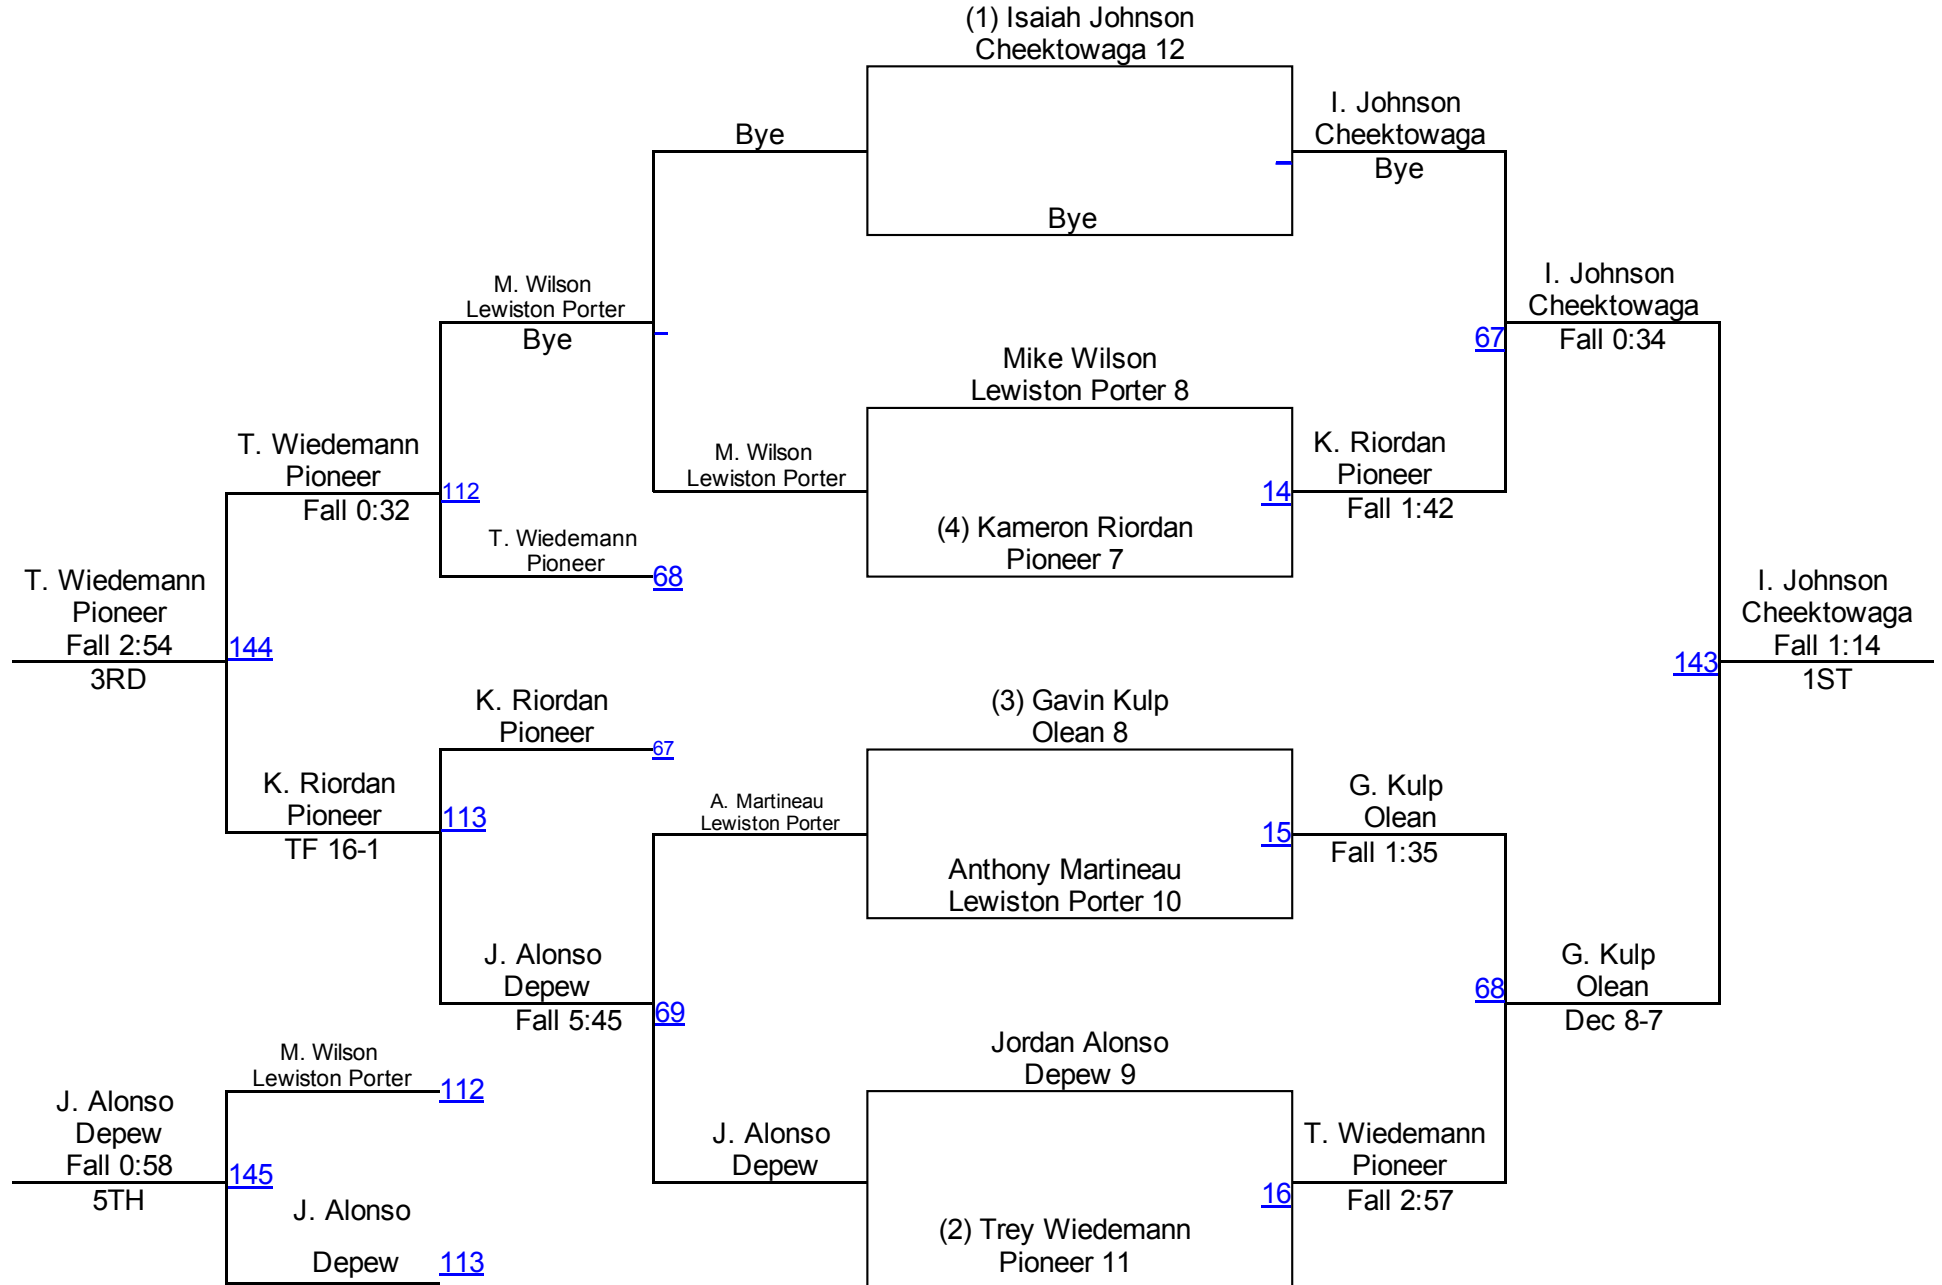 (1) Isaiah Johnson
Cheektowaga 12
I. Johnson
Cheektowaga
Bye
Bye
Bye
M. Wilson
Lewiston Porter
Bye
I. Johnson
Cheektowaga
Fall 0:34
67
Mike Wilson
Lewiston Porter 8
T. Wiedemann
Pioneer
Fall 0:32
112
M. Wilson
Lewiston Porter
14
K. Riordan
Pioneer
Fall 1:42
(4) Kameron Riordan
Pioneer 7
T. Wiedemann
Pioneer
68
T. Wiedemann
Pioneer
Fall 2:54
3RD
144
I. Johnson
Cheektowaga
Fall 1:14
1ST
143
K. Riordan
Pioneer
67
(3) Gavin Kulp
Olean 8
K. Riordan
Pioneer
TF 16-1
113
A. Martineau
Lewiston Porter
15
G. Kulp
Olean
Fall 1:35
Anthony Martineau
Lewiston Porter 10
J. Alonso
Depew
Fall 5:45
69
68
G. Kulp
Olean
Dec 8-7
M. Wilson
Lewiston Porter
112
Jordan Alonso
Depew 9
J. Alonso
Depew
Fall 0:58
5TH
145
J. Alonso
Depew
16
T. Wiedemann
Pioneer
Fall 2:57
J. Alonso
Depew
113
(2) Trey Wiedemann
Pioneer 11